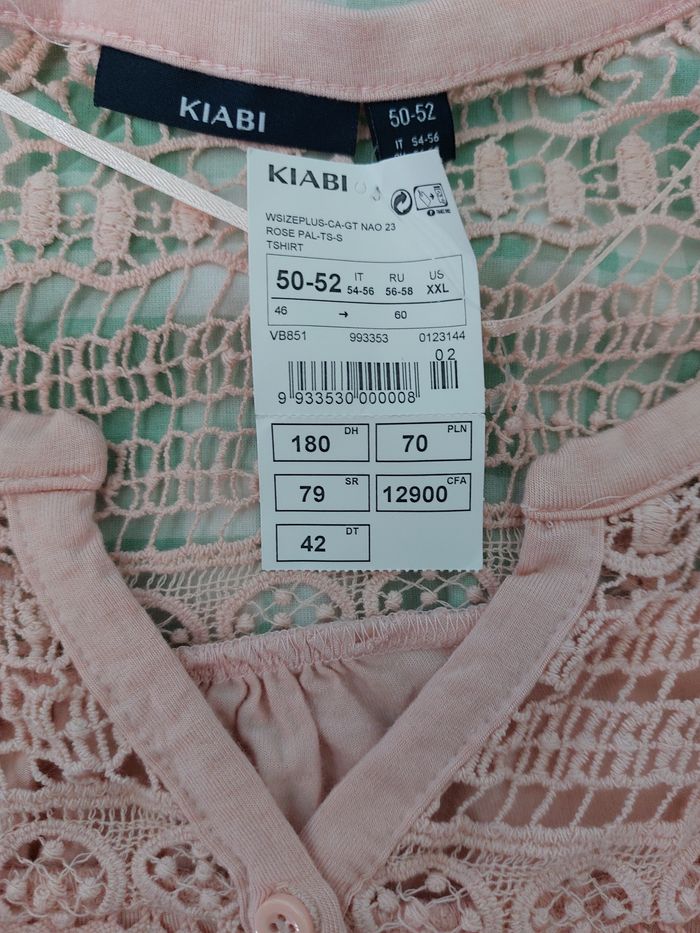 KIABI
50-52
IT 54-56
KIABI
TAKE ME
WSIZEPLUS-CA-GT NAO 23
ROSE PAL-TS-S
TSHIRT
50-52 IT 54-56 RU 56-58 US XXL
46 → 60
VB851 993353 0123144
02
9 933530 000008
180 DH 70 PLN
79 SR 12900 CFA
42 DT